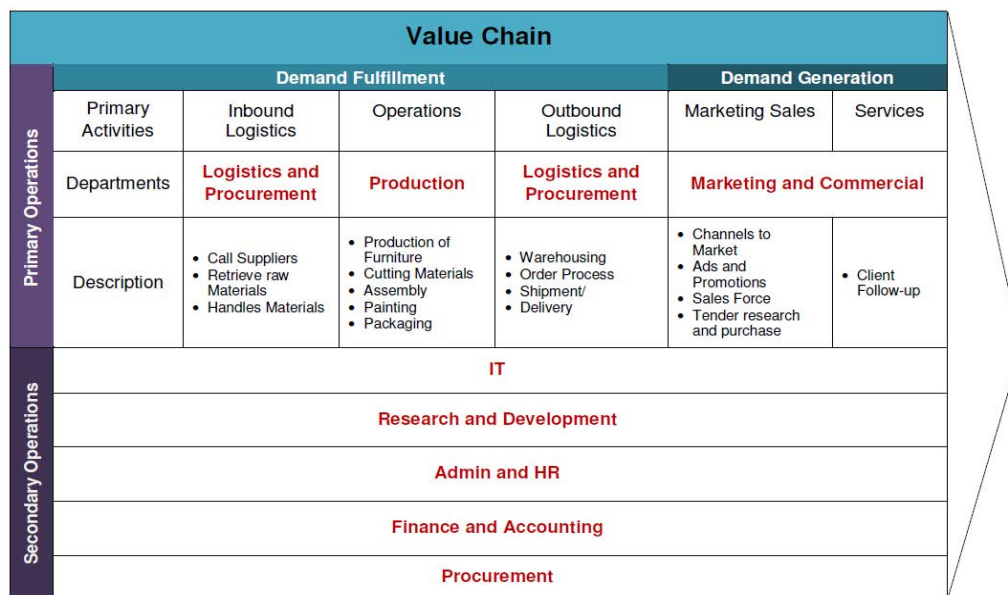 Value Chain
Demand Fulfillment
Demand Generation
Primary Operations
Primary
Activities
Inbound
Logistics
Operations
Outbound
Logistics
Marketing Sales
Services
Departments
Logistics and
Procurement
Production
Logistics and
Procurement
Marketing and Commercial
Description
• Call Suppliers
• Retrieve raw
Materials
• Handles Materials
• Production of
Furniture
• Cutting Materials
• Assembly
• Painting
• Packaging
• Warehousing
• Order Process
• Shipment/
• Delivery
• Channels to
Market
• Ads and
Promotions
• Sales Force
• Tender research
and purchase
• Client
Follow-up
Secondary Operations
IT
Research and Development
Admin and HR
Finance and Accounting
Procurement